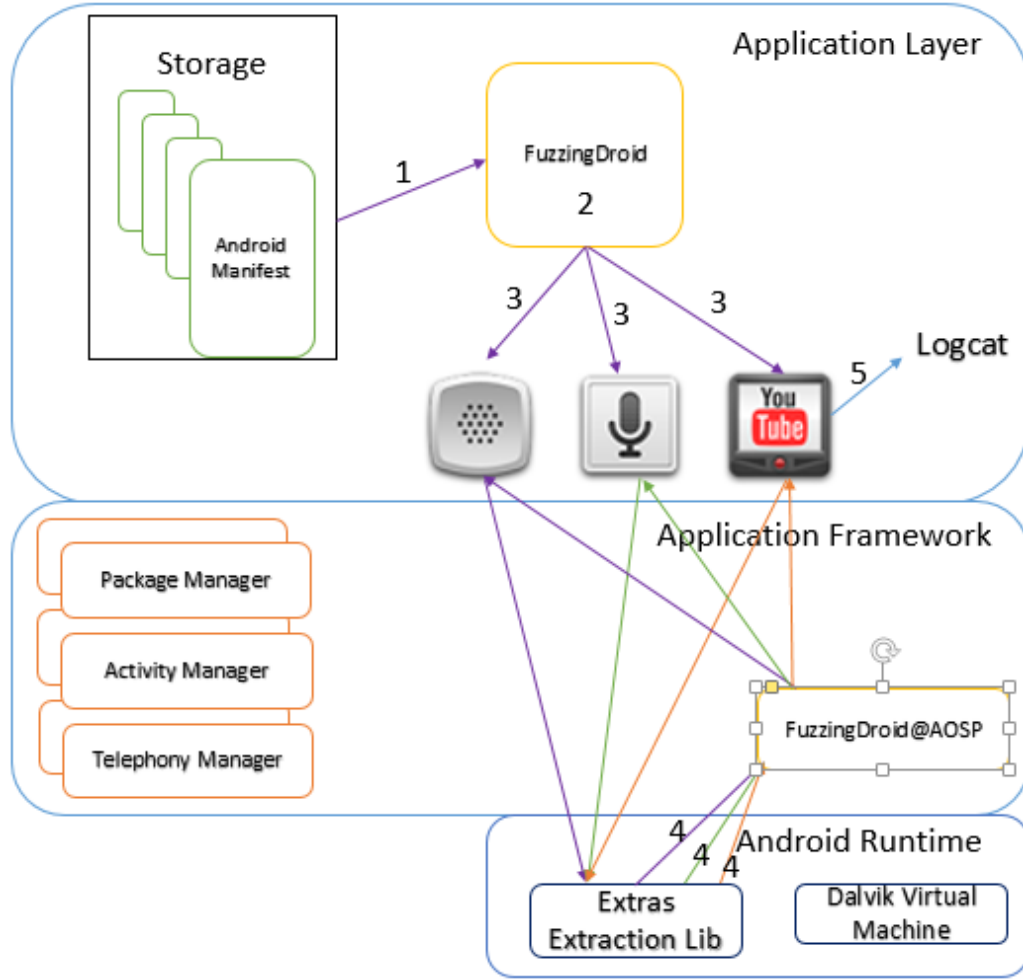 Application Layer
Storage
Android
Manifest
1
FuzzingDroid
2
3
3
3
You
Tube
5
Logcat
Application Framework
Package Manager
Activity Manager
Telephony Manager
FuzzingDroid@AOSP
4
4
4
Android Runtime
Extras
Extraction Lib
Dalvik Virtual
Machine